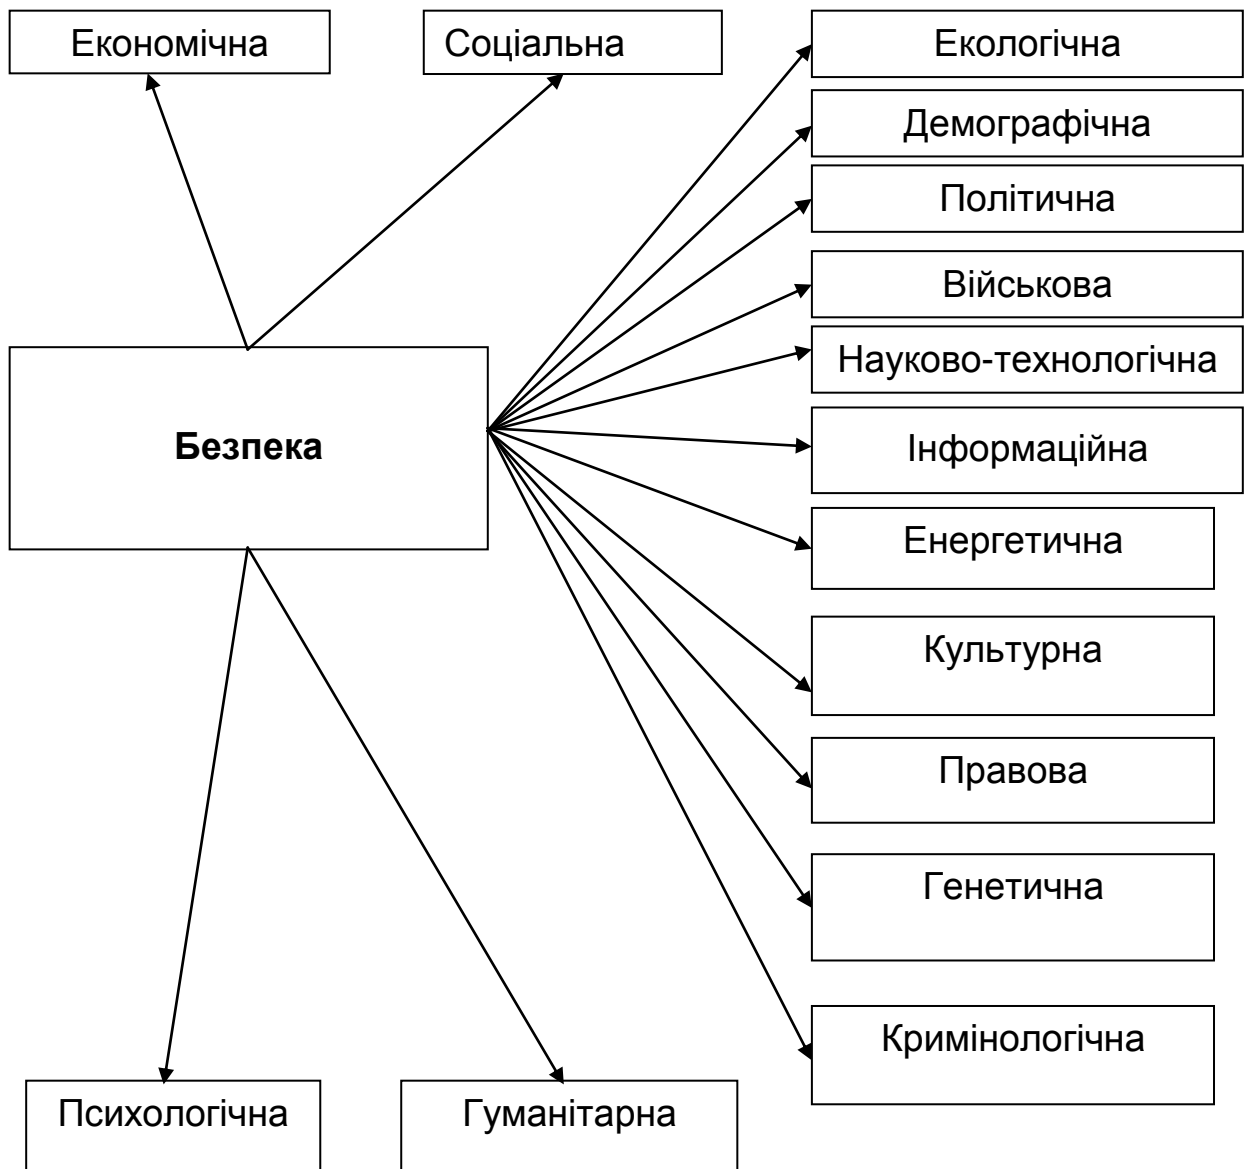 Економічна
Соціальна
Екологічна
Демографічна
Політична
Військова
Науково-технологічна
Безпека
Інформаційна
Енергетична
Культурна
Правова
Генетична
Кримінологічна
Психологічна
Гуманітарна